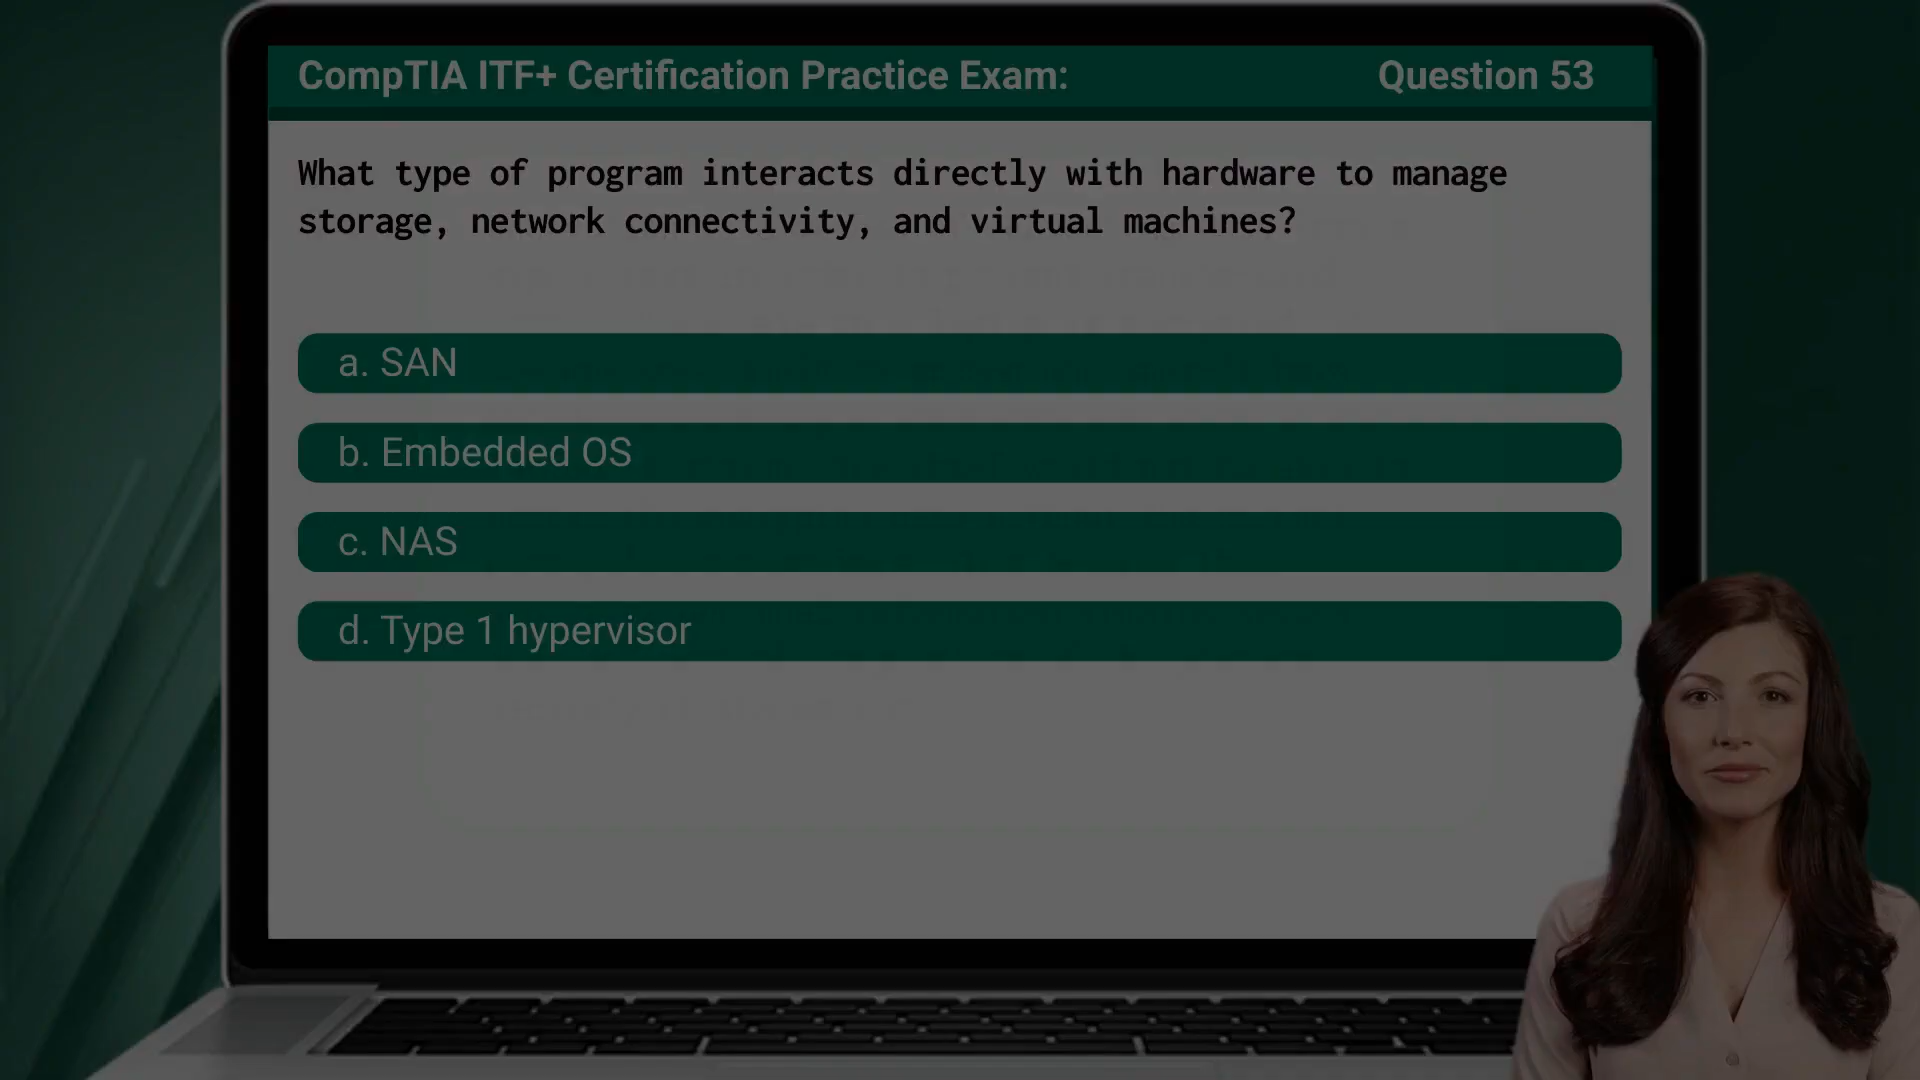 CompTIA ITF+ Certification Practice Exam: Question 53
What type of program interacts directly with hardware to manage
storage, network connectivity, and virtual machines?
a. SAN
b. Embedded OS
c. NAS
d. Type 1 hypervisor